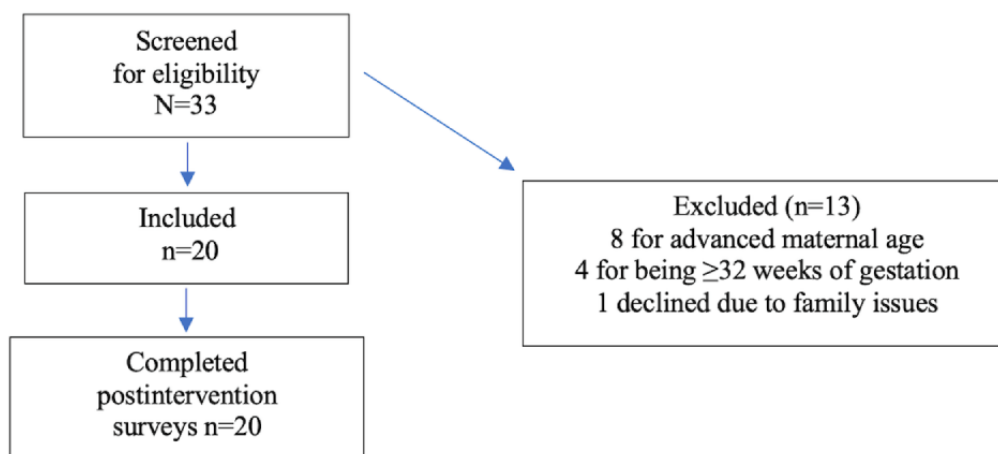 Screened
for eligibility
N=33
Included
n=20
Excluded (n=13)
8 for advanced maternal age
4 for being ≥32 weeks of gestation
1 declined due to family issues
Completed
postintervention
surveys n=20